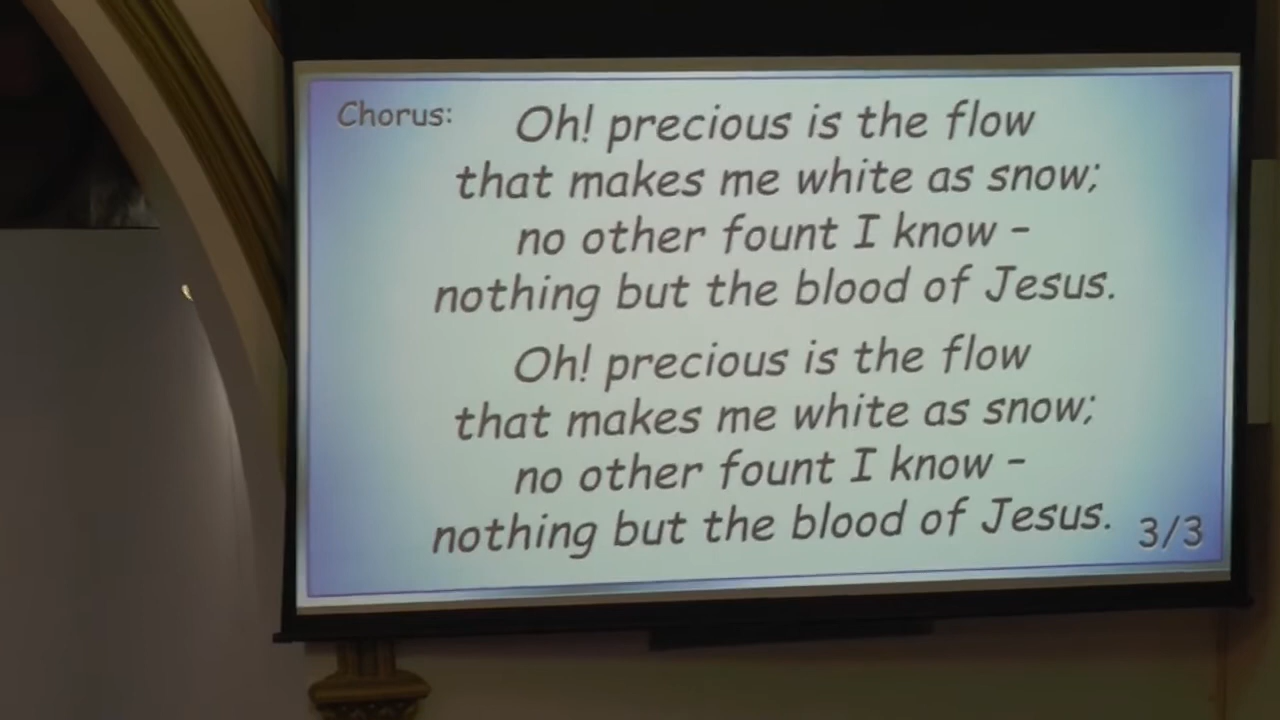 Chorus:
Oh! precious is the flow
that makes me white as snow;
no other fount I know -
nothing but the blood of Jesus.
Oh! precious is the flow
that makes me white as snow;
no other fount I know -
nothing but the blood of Jesus.
3/3